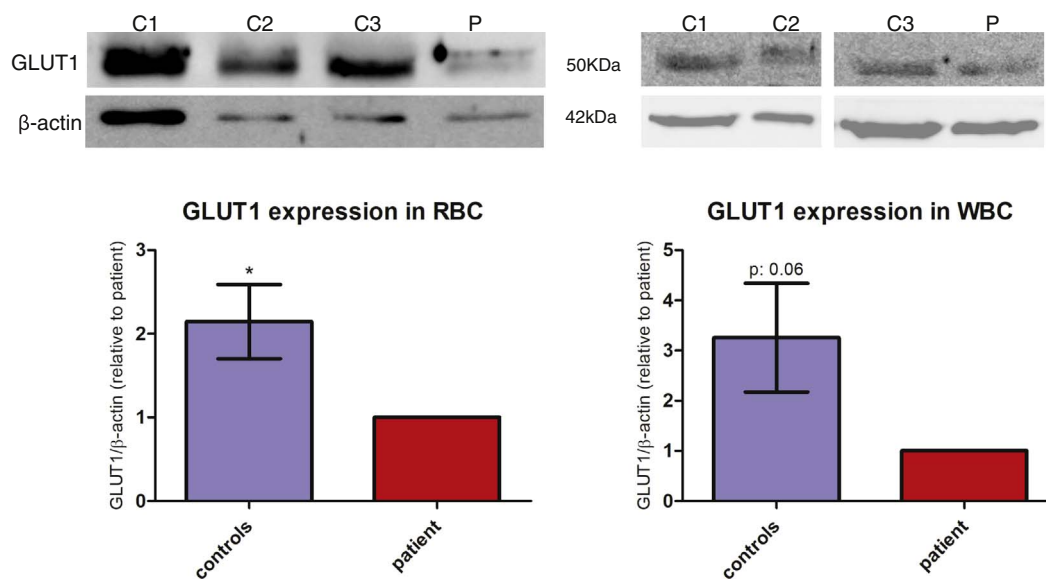 C1 C2 C3 P
GLUT1
β-actin
C1 C2 C3 P
50KDa
42kDa
GLUT1 expression in RBC
GLUT1/β-actin (relative to patient)
3
2
1
0
*
controls
patient
GLUT1 expression in WBC
GLUT1/β-actin (relative to patient)
5
4
3
2
1
0
p: 0.06
controls
patient